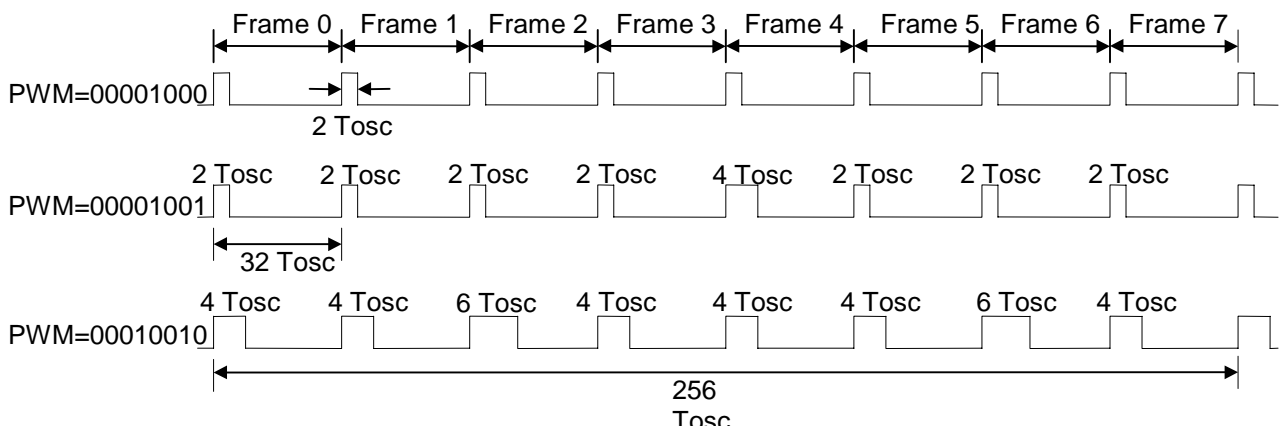 Frame 0 Frame 1 Frame 2 Frame 3 Frame 4 Frame 5 Frame 6 Frame 7
PWM=00001000
2 Tosc
2 Tosc 2 Tosc 2 Tosc 2 Tosc 4 Tosc 2 Tosc 2 Tosc 2 Tosc
PWM=00001001
32 Tosc
4 Tosc 4 Tosc 6 Tosc 4 Tosc 4 Tosc 4 Tosc 6 Tosc 4 Tosc
PWM=00010010
256
Tosc